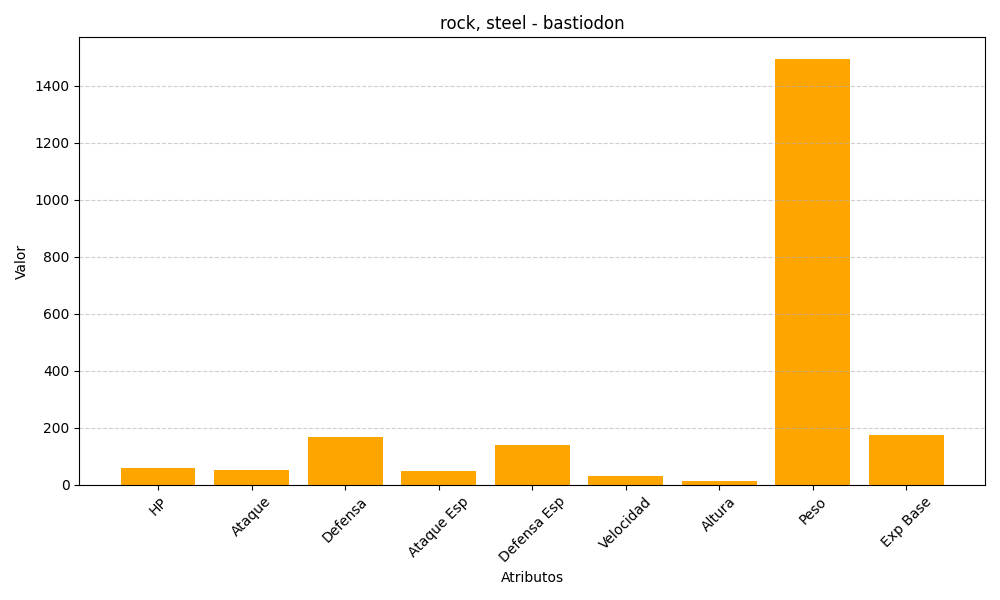 rock, steel - bastiodon
Valor
1400
1200
1000
800
600
400
200
0
HP
Ataque
Defensa
Ataque Esp
Defensa Esp
Velocidad
Altura
Peso
Exp Base
Atributos